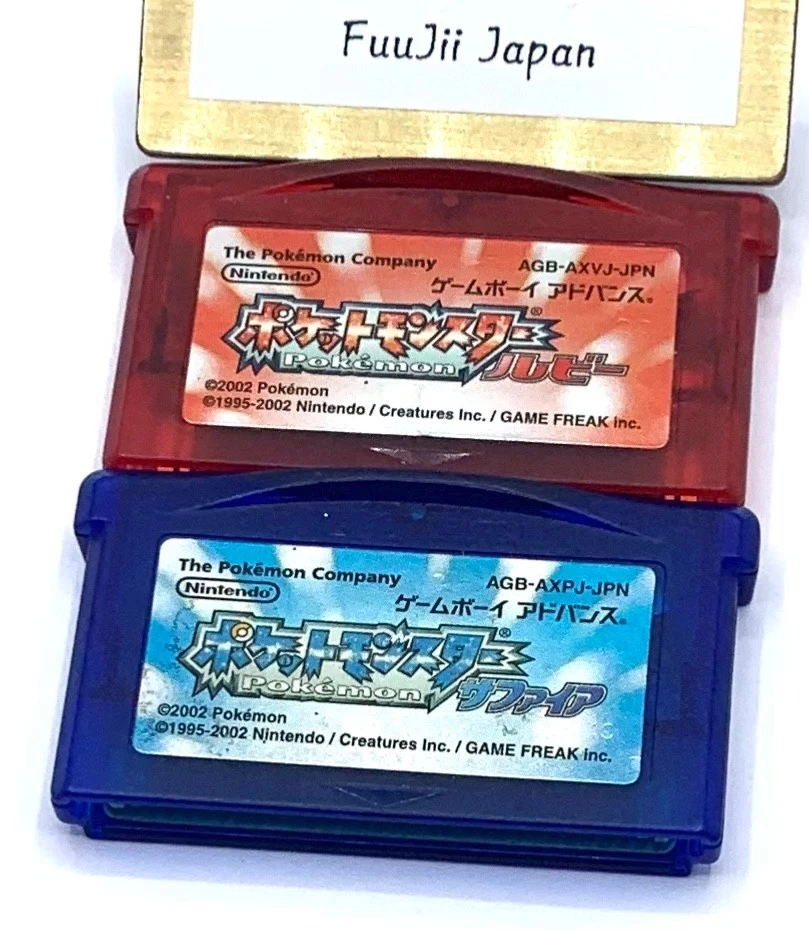 FuuJii Japan
The Pokémon Company
AGB-AXVJ-JPN
Nintendo®
ゲームボーイ アドバンス®
ポケットモンスター®
Pokémon
ルビー
©2002 Pokémon
©1995-2002 Nintendo / Creatures Inc. / GAME FREAK inc.
The Pokémon Company
AGB-AXPJ-JPN
Nintendo®
ゲームボーイ アドバンス®
ポケットモンスター®
Pokémon
サファイア
©2002 Pokémon
©1995-2002 Nintendo / Creatures Inc. / GAME FREAK inc.